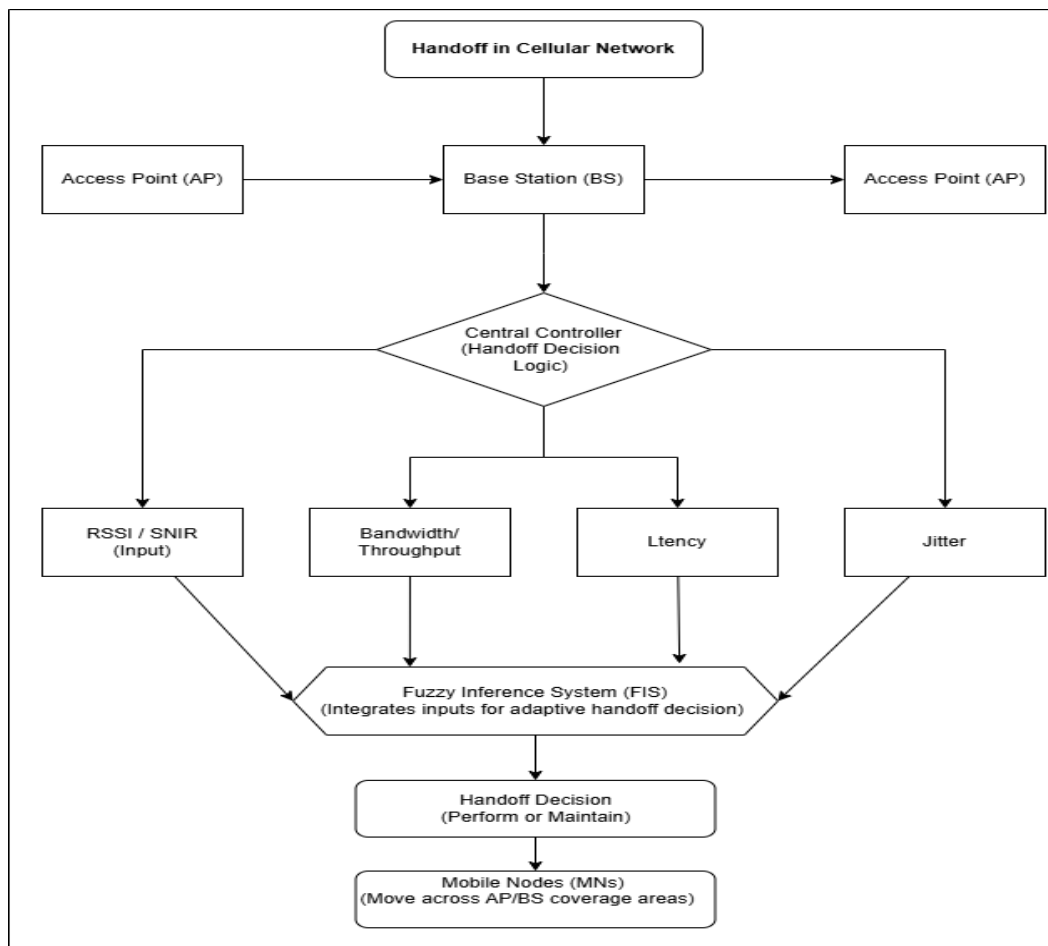 Handoff in Cellular Network
Access Point (AP)
Base Station (BS)
Access Point (AP)
Central Controller
(Handoff Decision
Logic)
RSSI / SNIR
(Input)
Bandwidth/
Throughput
Ltency
Jitter
Fuzzy Inference System (FIS)
(Integrates inputs for adaptive handoff decision)
Handoff Decision
(Perform or Maintain)
Mobile Nodes (MNs)
(Move across AP/BS coverage areas)